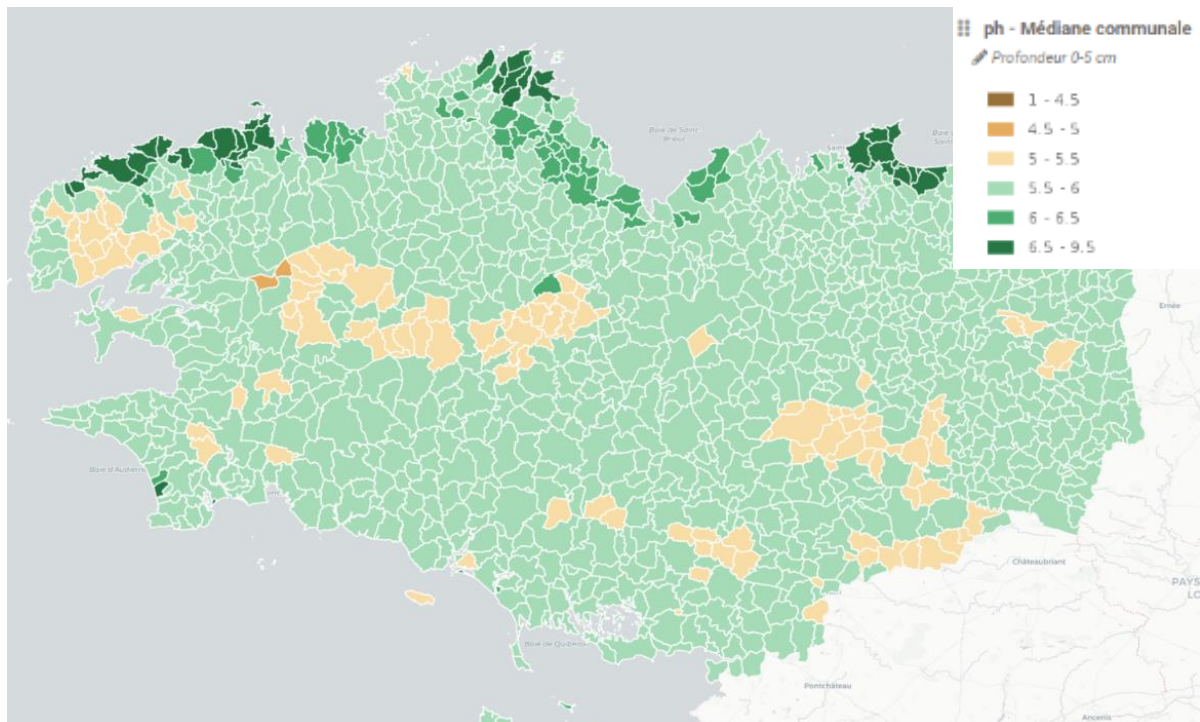 ph - Médiane communale
Profondeur 0-5 cm
1 - 4.5
4.5 - 5
5 - 5.5
5.5 - 6
6 - 6.5
6.5 - 9.5
Baie de Saint
Brieuc
Ernée
Baie d'Audierne
Châteaubriant
PAYS
Baie de Quiberon
Pontchâteau
Ancenis